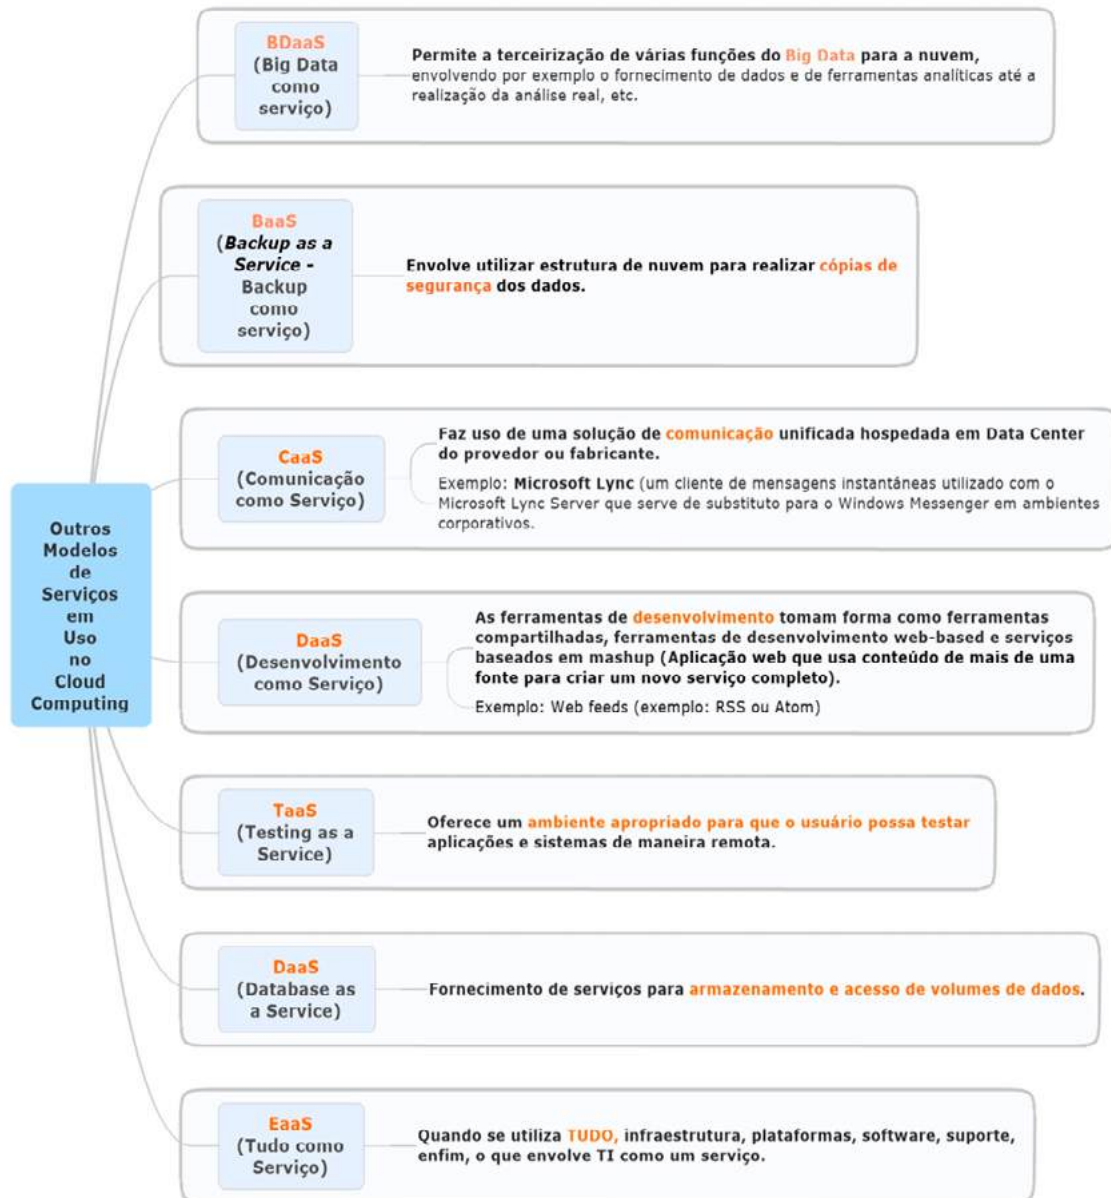 BDaaS
(Big Data
como
serviço)
Permite a terceirização de várias funções do Big Data para a nuvem,
envolvendo por exemplo o fornecimento de dados e de ferramentas analíticas até a
realização da análise real, etc.
BaaS
(Backup as a
Service -
Backup
como
serviço)
Envolve utilizar estrutura de nuvem para realizar cópias de
segurança dos dados.
CaaS
(Comunicação
como Serviço)
Faz uso de uma solução de comunicação unificada hospedada em Data Center
do provedor ou fabricante.
Exemplo: Microsoft Lync (um cliente de mensagens instantâneas utilizado com o
Microsoft Lync Server que serve de substituto para o Windows Messenger em ambientes
corporativos.
Outros
Modelos
de
Serviços
em
Uso
no
Cloud
Computing
DaaS
(Desenvolvimento
como Serviço)
As ferramentas de desenvolvimento tomam forma como ferramentas
compartilhadas, ferramentas de desenvolvimento web-based e serviços
baseados em mashup (Aplicação web que usa conteúdo de mais de uma
fonte para criar um novo serviço completo).
Exemplo: Web feeds (exemplo: RSS ou Atom)
TaaS
(Testing as a
Service)
Oferece um ambiente apropriado para que o usuário possa testar
aplicações e sistemas de maneira remota.
DaaS
(Database as
a Service)
Fornecimento de serviços para armazenamento e acesso de volumes de dados.
EaaS
(Tudo como
Serviço)
Quando se utiliza TUDO, infraestrutura, plataformas, software, suporte,
enfim, o que envolve TI como um serviço.